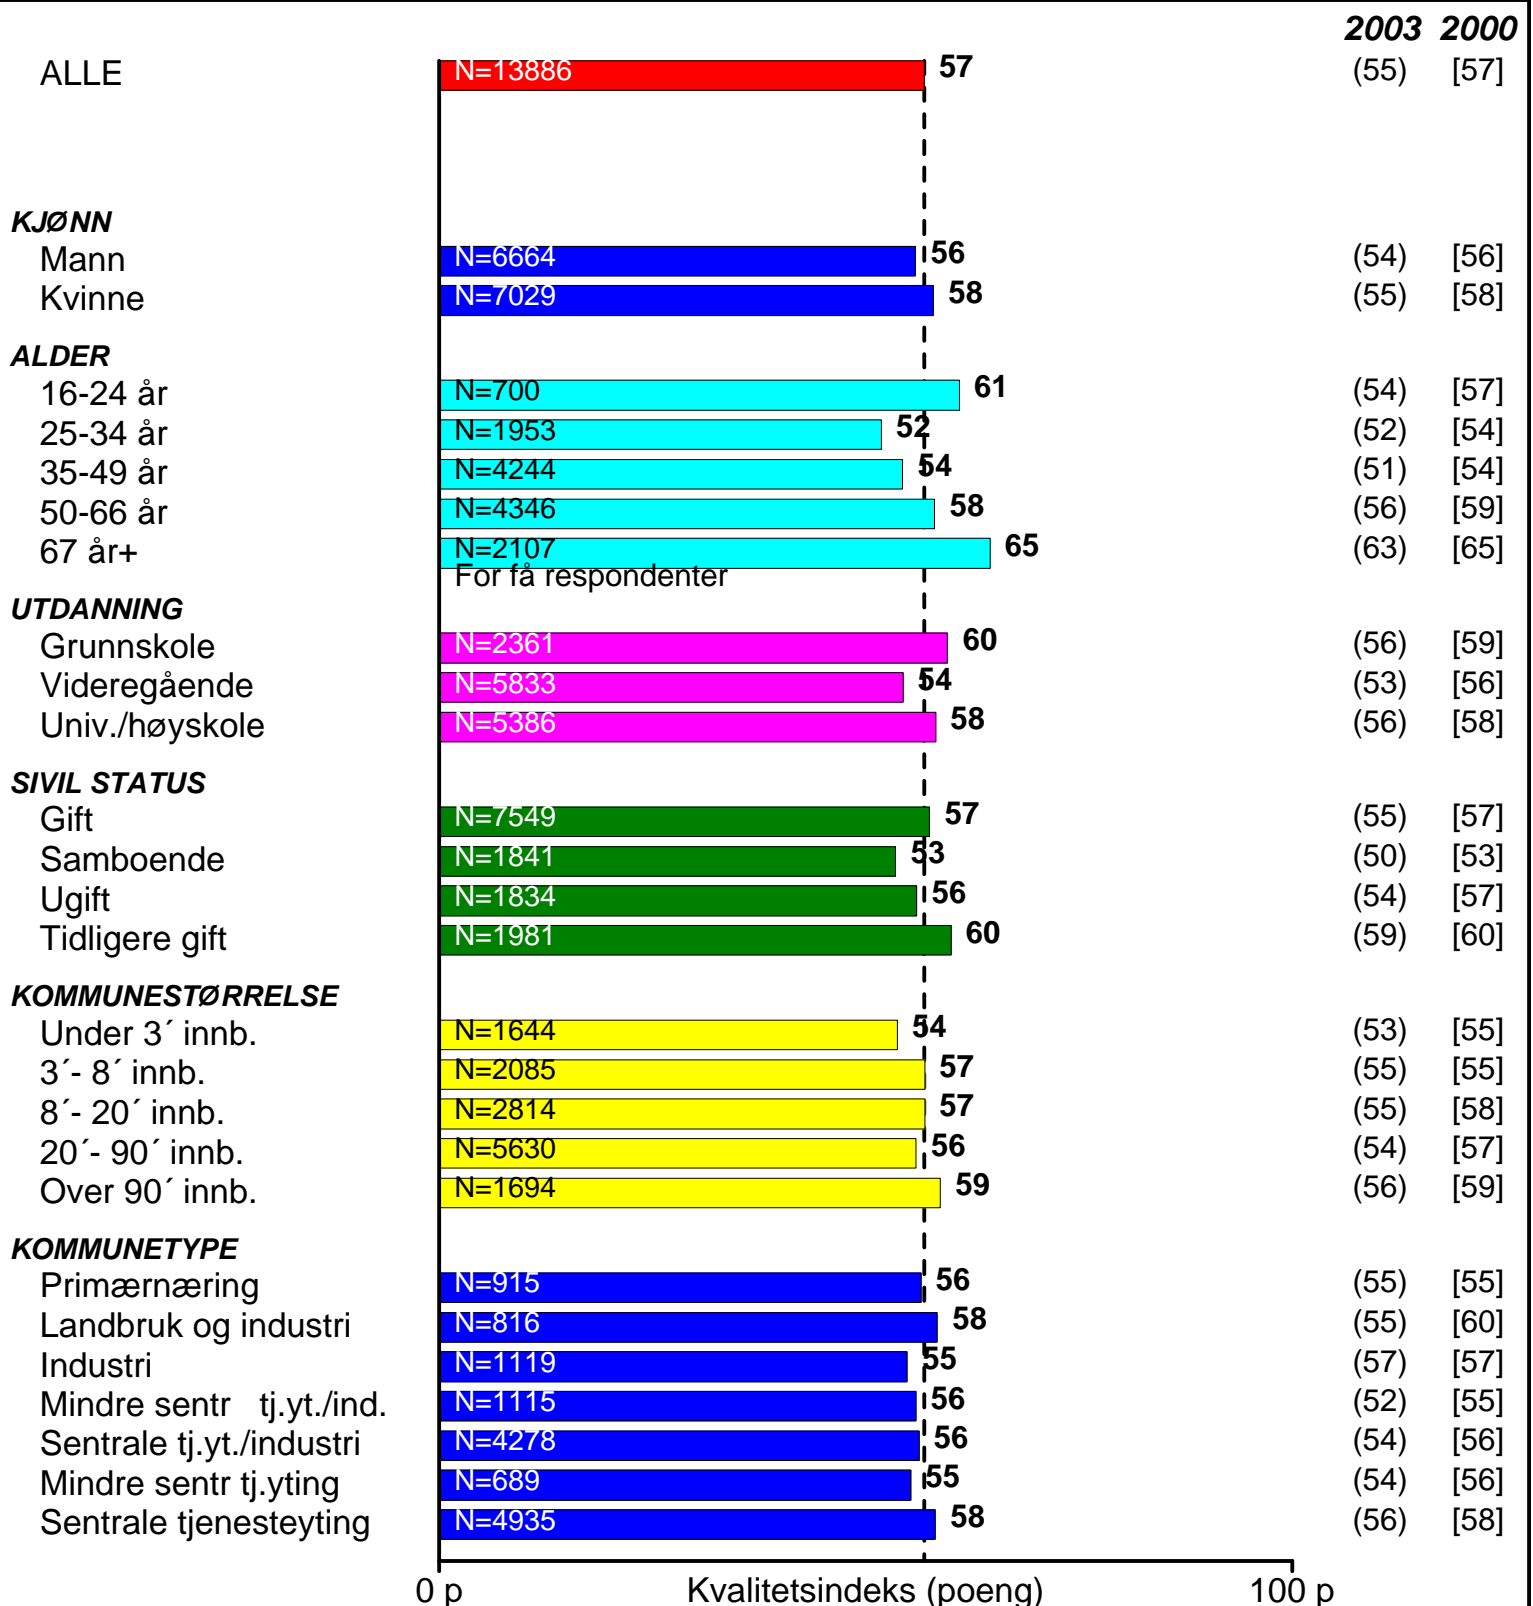 2003 2000
ALLE N=13886 57 (55) [57]
KJØNN
Mann N=6664 56 (54) [56]
Kvinne N=7029 58 (55) [58]
ALDER
16-24 år N=700 61 (54) [57]
25-34 år N=1953 52 (52) [54]
35-49 år N=4244 54 (51) [54]
50-66 år N=4346 58 (56) [59]
67 år+ N=2107 65 (63) [65]
For få respondenter
UTDANNING
Grunnskole N=2361 60 (56) [59]
Videregående N=5833 54 (53) [56]
Univ./høyskole N=5386 58 (56) [58]
SIVIL STATUS
Gift N=7549 57 (55) [57]
Samboende N=1841 53 (50) [53]
Ugift N=1834 56 (54) [57]
Tidligere gift N=1981 60 (59) [60]
KOMMUNESTØRRELSE
Under 3´ innb. N=1644 54 (53) [55]
3´- 8´ innb. N=2085 57 (55) [55]
8´- 20´ innb. N=2814 57 (55) [58]
20´- 90´ innb. N=5630 56 (54) [57]
Over 90´ innb. N=1694 59 (56) [59]
KOMMUNETYPE
Primærnæring N=915 56 (55) [55]
Landbruk og industri N=816 58 (55) [60]
Industri N=1119 55 (57) [57]
Mindre sentr tj.yt./ind. N=1115 56 (52) [55]
Sentrale tj.yt./industri N=4278 56 (54) [56]
Mindre sentr tj.yting N=689 55 (54) [56]
Sentrale tjenesteyting N=4935 58 (56) [58]
0 p Kvalitetsindeks (poeng) 100 p